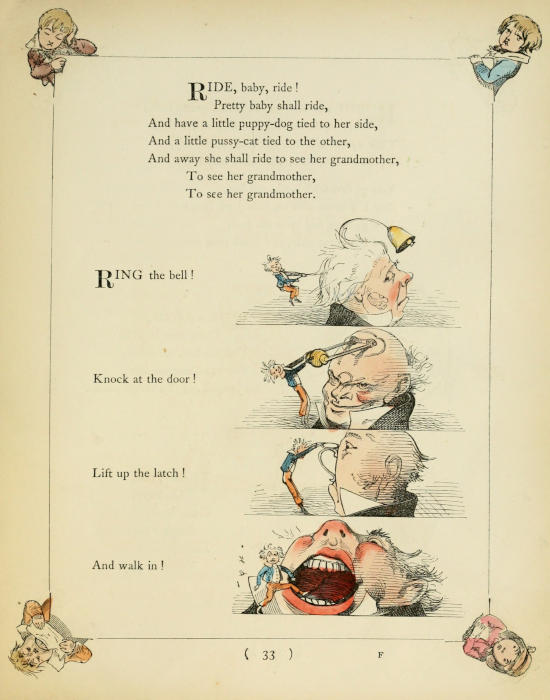 RIDE, baby, ride !
Pretty baby shall ride,
And have a little puppy-dog tied to her side,
And a little pussy-cat tied to the other,
And away she shall ride to see her grandmother,
To see her grandmother,
To see her grandmother.
RING the bell !
Knock at the door !
Lift up the latch !
And walk in !
( 33 )
F